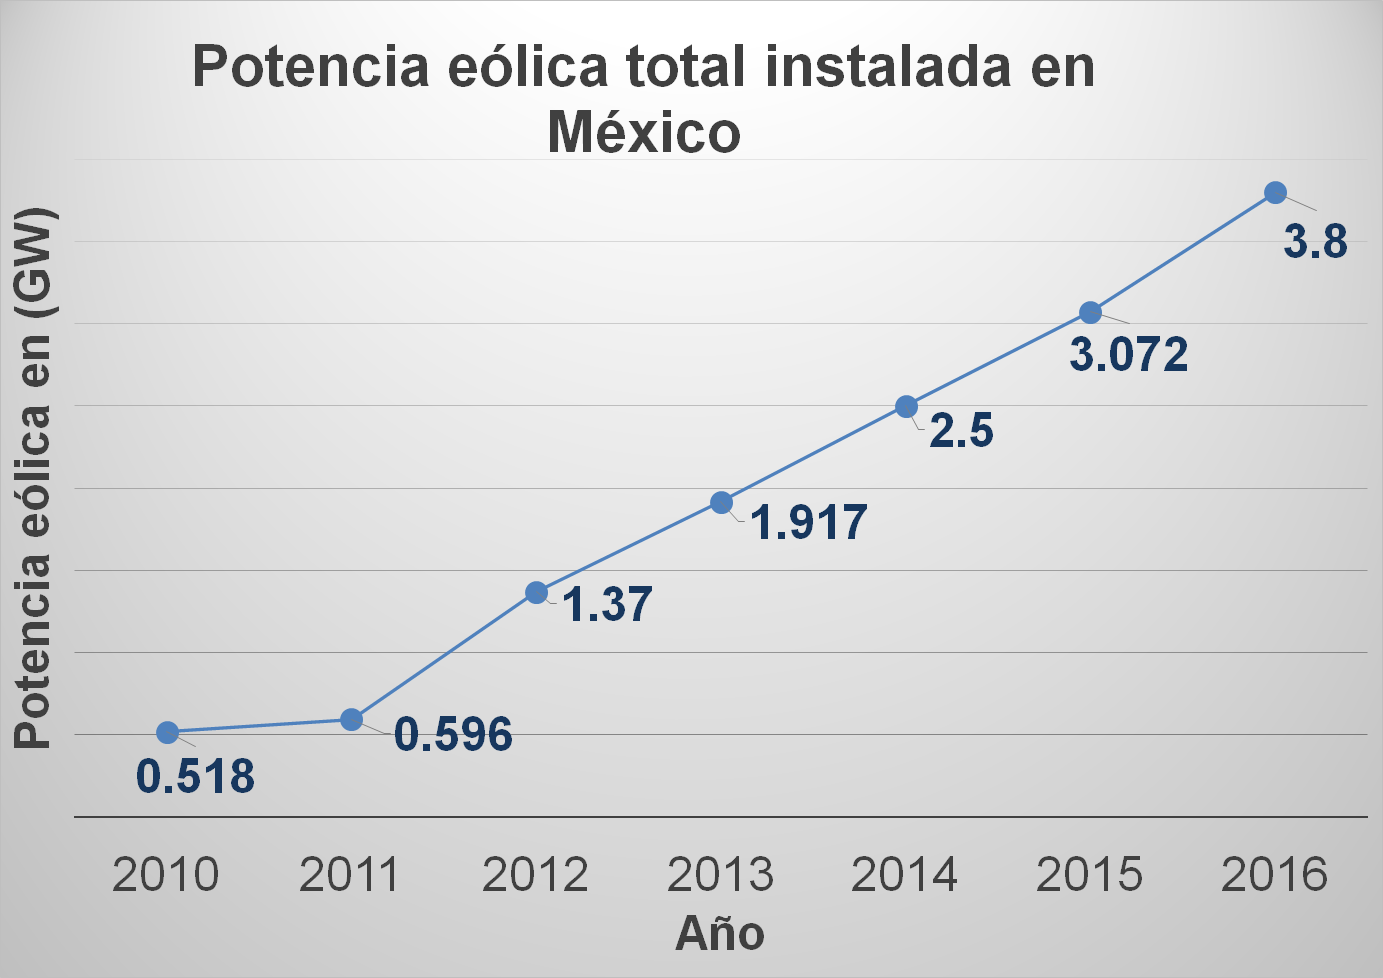 Potencia eólica total instalada en
México
Potencia eólica en (GW)
3.8
3.072
2.5
1.917
1.37
0.596
0.518
2010 2011 2012 2013 2014 2015 2016
Año